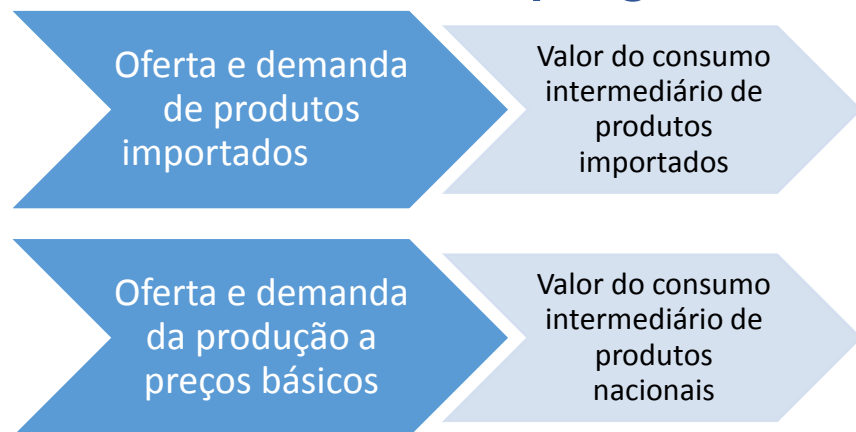 Oferta e demanda
de produtos
importados
Valor do consumo
intermediário de
produtos
importados
Oferta e demanda
da produção a
preços básicos
Valor do consumo
intermediário de
produtos
nacionais